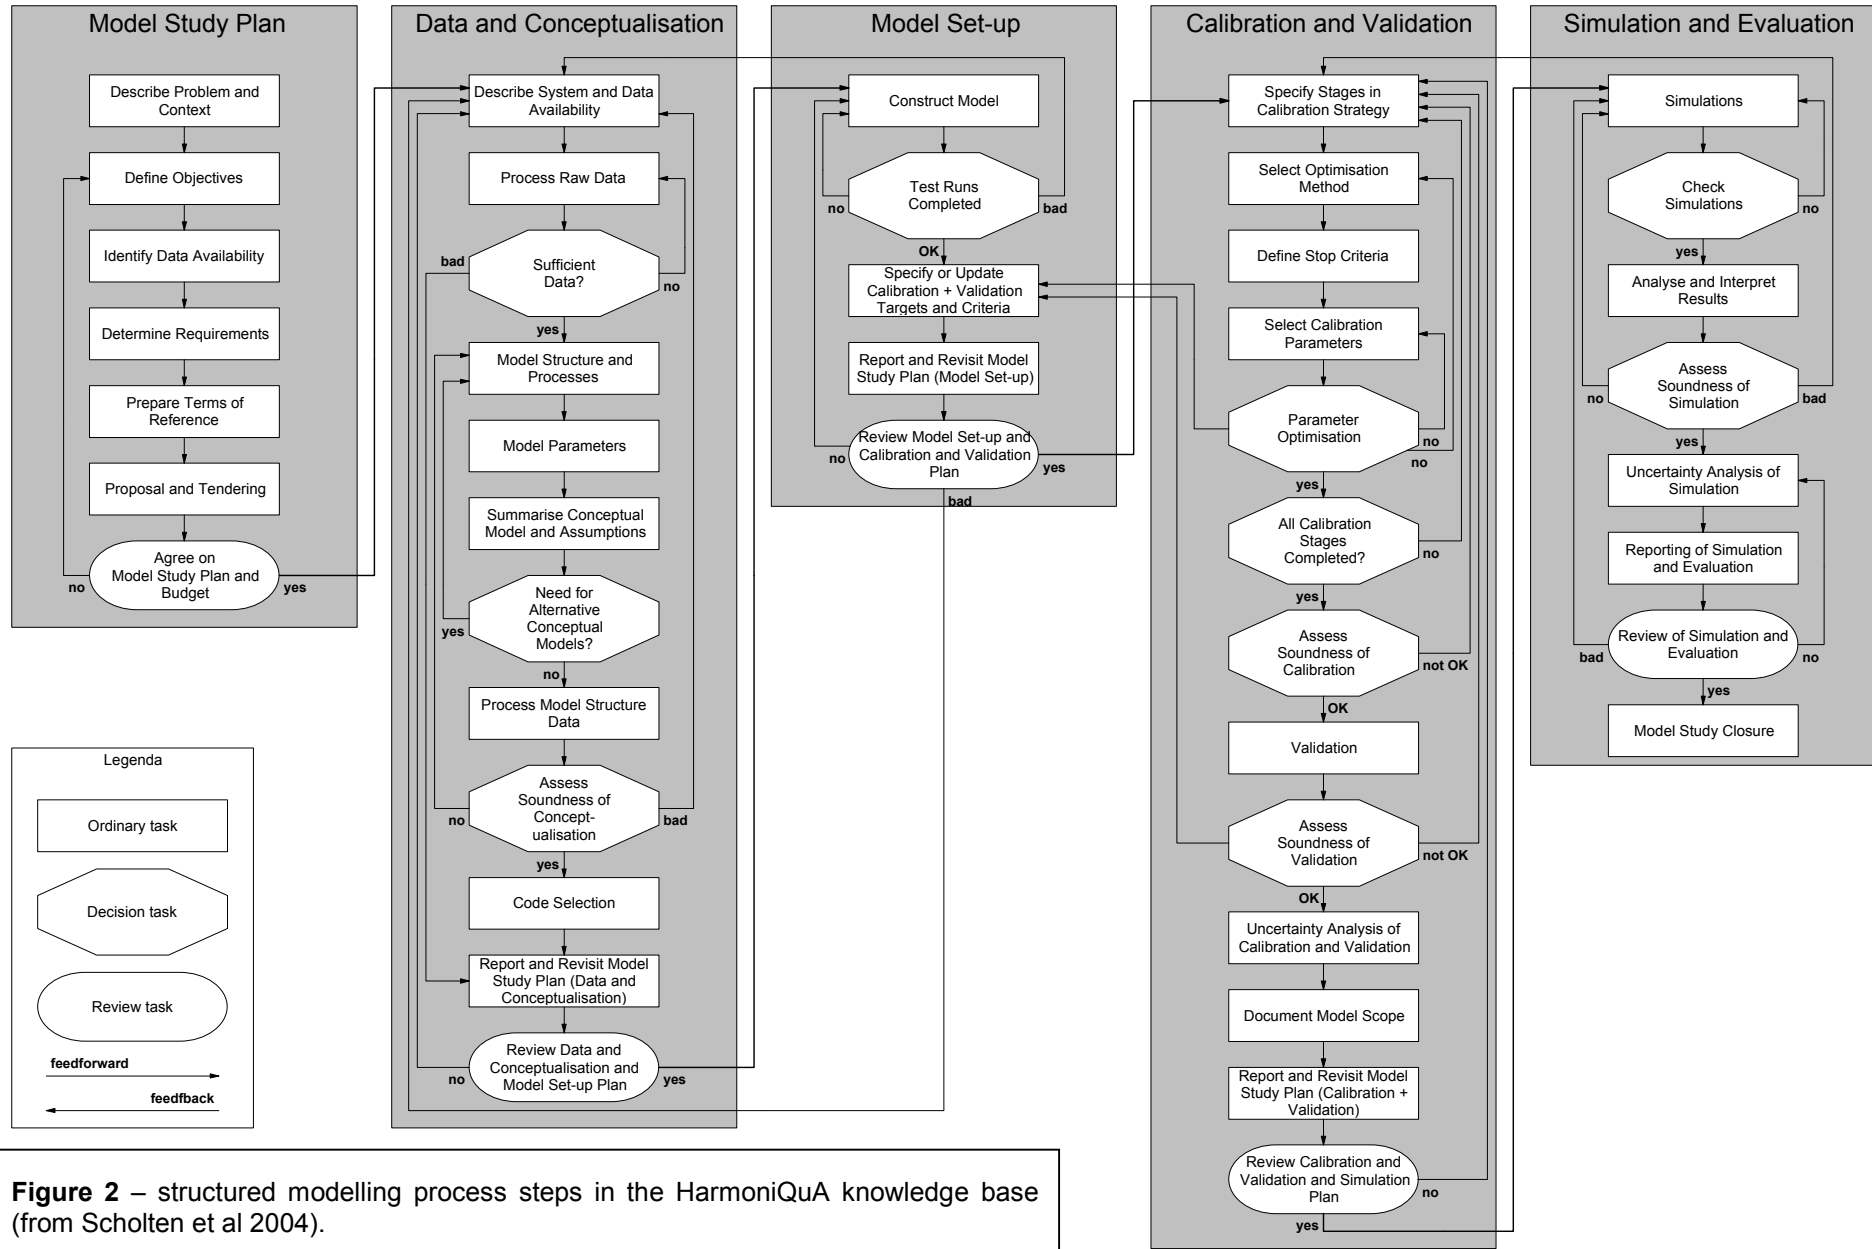 Model Study Plan
Describe Problem and
Context
Define Objectives
Identify Data Availability
Determine Requirements
Prepare Terms of
Reference
Proposal and Tendering
Agree on
Model Study Plan and
Budget
no
yes
Legenda
Ordinary task
Decision task
Review task
feedforward
feedfback
Data and Conceptualisation
Describe System and Data
Availability
Process Raw Data
bad
Sufficient
Data?
no
yes
Model Structure and
Processes
Model Parameters
Summarise Conceptual
Model and Assumptions
Need for
Alternative
Conceptual
Models?
yes
no
Process Model Structure
Data
Assess
Soundness of
Concept-
ualisation
no
bad
yes
Code Selection
Report and Revisit Model
Study Plan (Data and
Conceptualisation)
Review Data and
Conceptualisation and
Model Set-up Plan
no
yes
Model Set-up
Construct Model
Test Runs
Completed
no
bad
OK
Specify or Update
Calibration + Validation
Targets and Criteria
Report and Revisit Model
Study Plan (Model Set-up)
Review Model Set-up and
Calibration and Validation
Plan
no
yes
bad
Calibration and Validation
Specify Stages in
Calibration Strategy
Select Optimisation
Method
Define Stop Criteria
Select Calibration
Parameters
Parameter
Optimisation
no
no
yes
All Calibration
Stages
Completed?
no
yes
Assess
Soundness of
Calibration
not OK
OK
Validation
Assess
Soundness of
Validation
not OK
OK
Uncertainty Analysis of
Calibration and Validation
Document Model Scope
Report and Revisit Model
Study Plan (Calibration +
Validation)
Review Calibration and
Validation and Simulation
Plan
no
yes
Simulation and Evaluation
Simulations
Check
Simulations
no
yes
Analyse and Interpret
Results
Assess
Soundness of
Simulation
no
bad
yes
Uncertainty Analysis of
Simulation
Reporting of Simulation
and Evaluation
Review of Simulation and
Evaluation
bad
no
yes
Model Study Closure
Figure 2 – structured modelling process steps in the HarmoniQuA knowledge base
(from Scholten et al 2004).